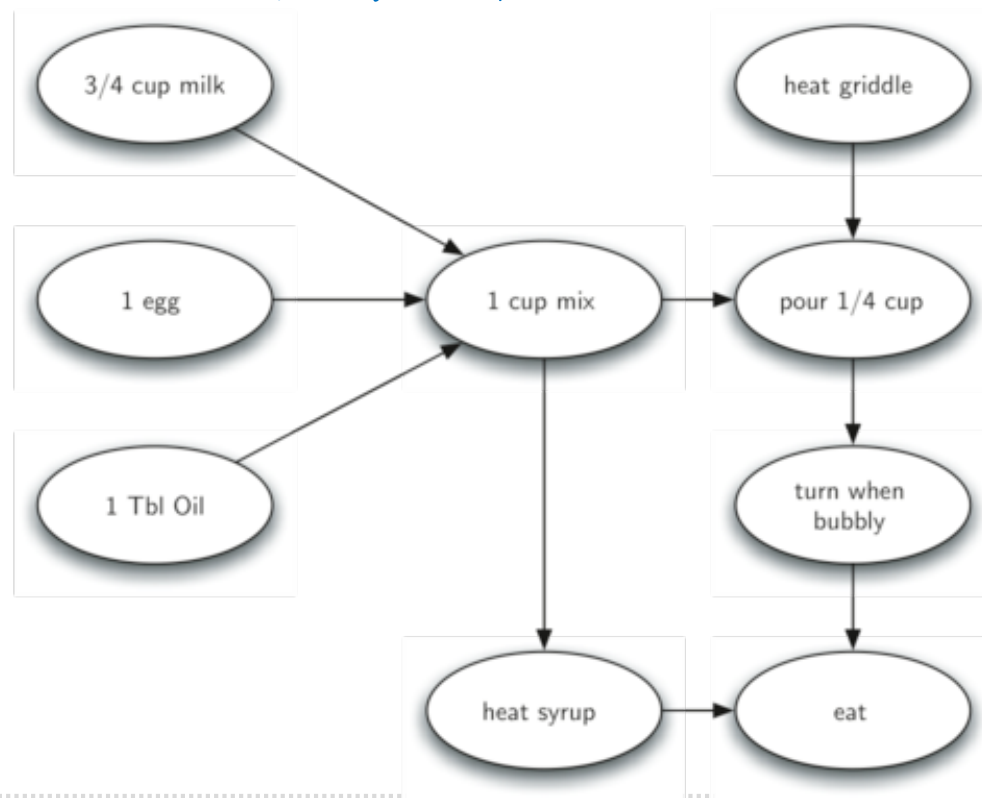 3/4 cup milk
heat griddle
1 egg
1 cup mix
pour 1/4 cup
1 Tbl Oil
turn when
bubbly
heat syrup
eat